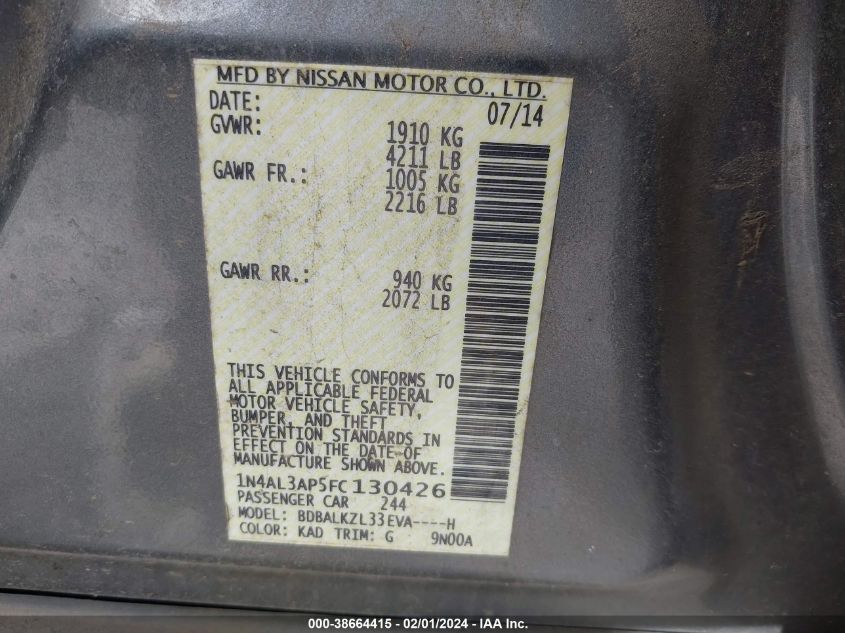 MFD BY NISSAN MOTOR CO., LTD.
DATE: 07/14
GVWR: 1910 KG
4211 LB
GAWR FR.: 1005 KG
2216 LB
GAWR RR.: 940 KG
2072 LB
THIS VEHICLE CONFORMS TO
ALL APPLICABLE FEDERAL
MOTOR VEHICLE SAFETY,
BUMPER, AND THEFT
PREVENTION STANDARDS IN
EFFECT ON THE DATE OF
MANUFACTURE SHOWN ABOVE.
1N4AL3AP5FC130426
PASSENGER CAR 244
MODEL: BDBALKZL33EVA----H
COLOR: KAD TRIM: G 9N00A
000-38664415 - 02/01/2024 - IAA Inc.